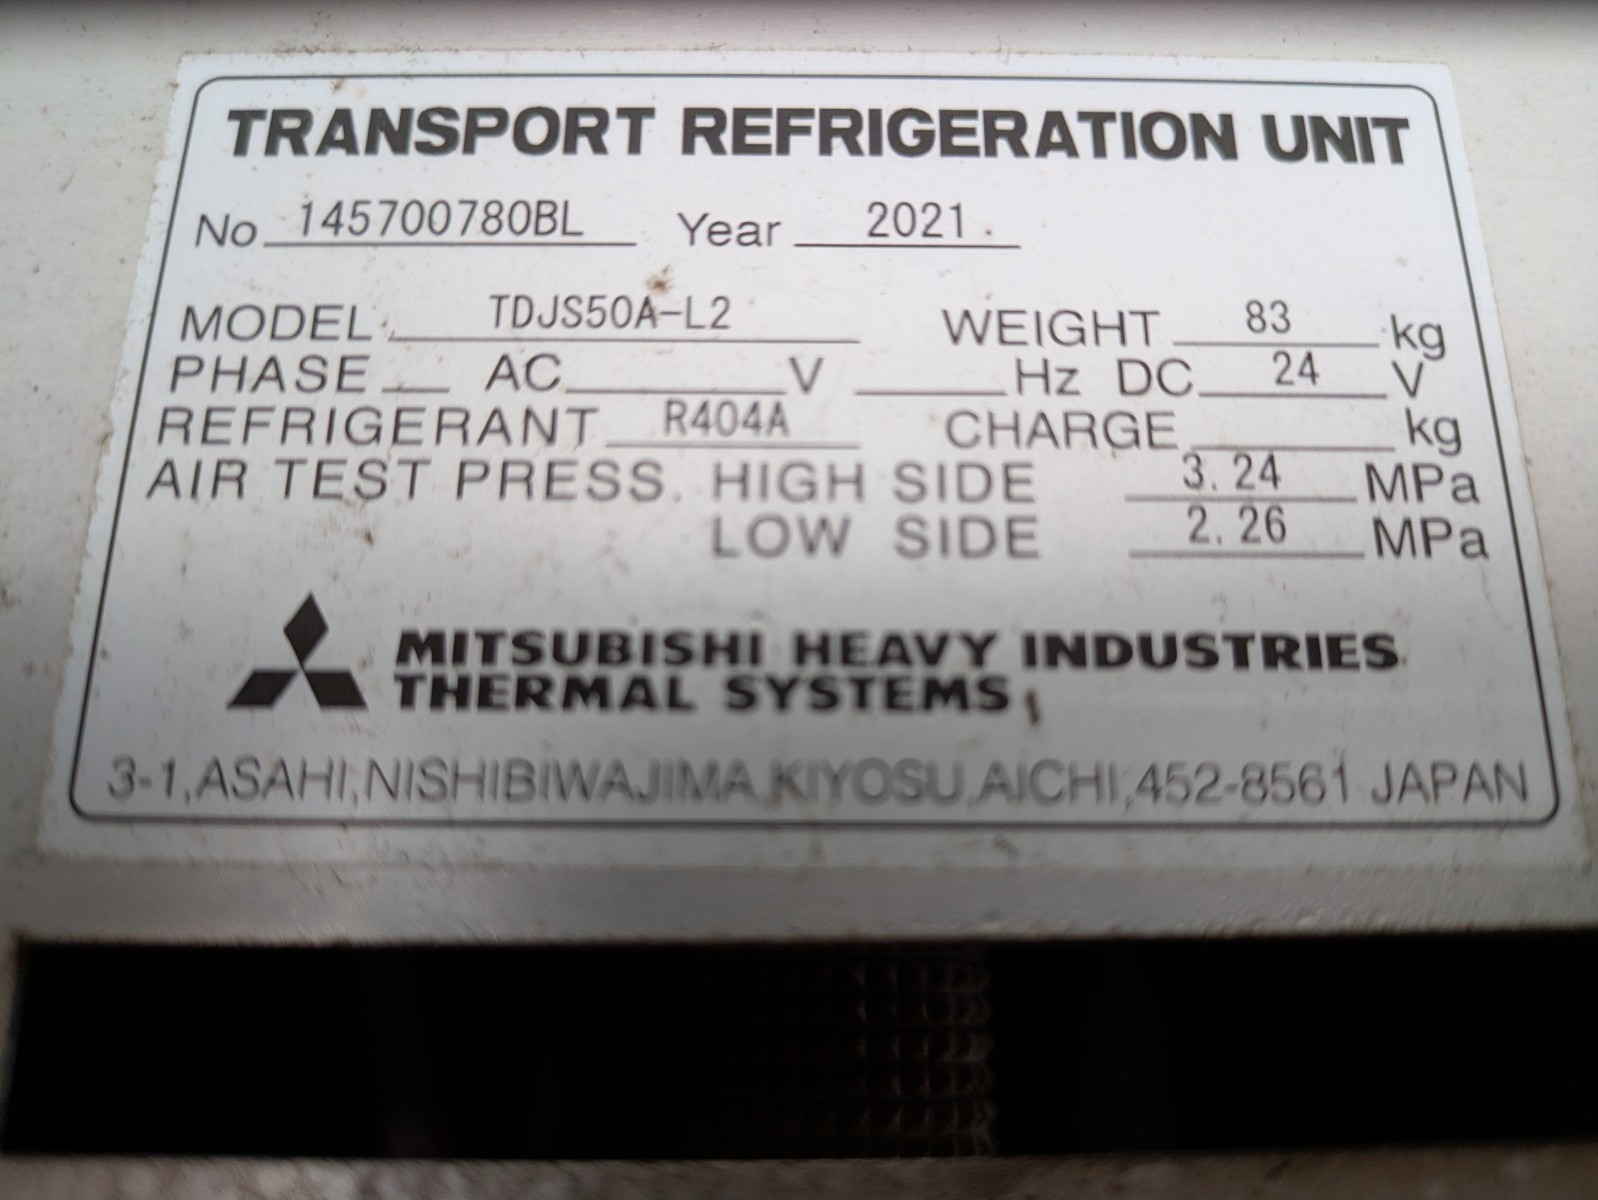 TRANSPORT REFRIGERATION UNIT
No 145700780BL Year 2021
MODEL TDJS50A-L2 WEIGHT 83 kg
PHASE AC V Hz DC 24 V
REFRIGERANT R404A CHARGE kg
AIR TEST PRESS. HIGH SIDE 3.24 MPa
LOW SIDE 2.26 MPa
MITSUBISHI HEAVY INDUSTRIES
THERMAL SYSTEMS
3-1,ASAHI,NISHIBIWAJIMA,KIYOSU,AICHI,452-8561 JAPAN